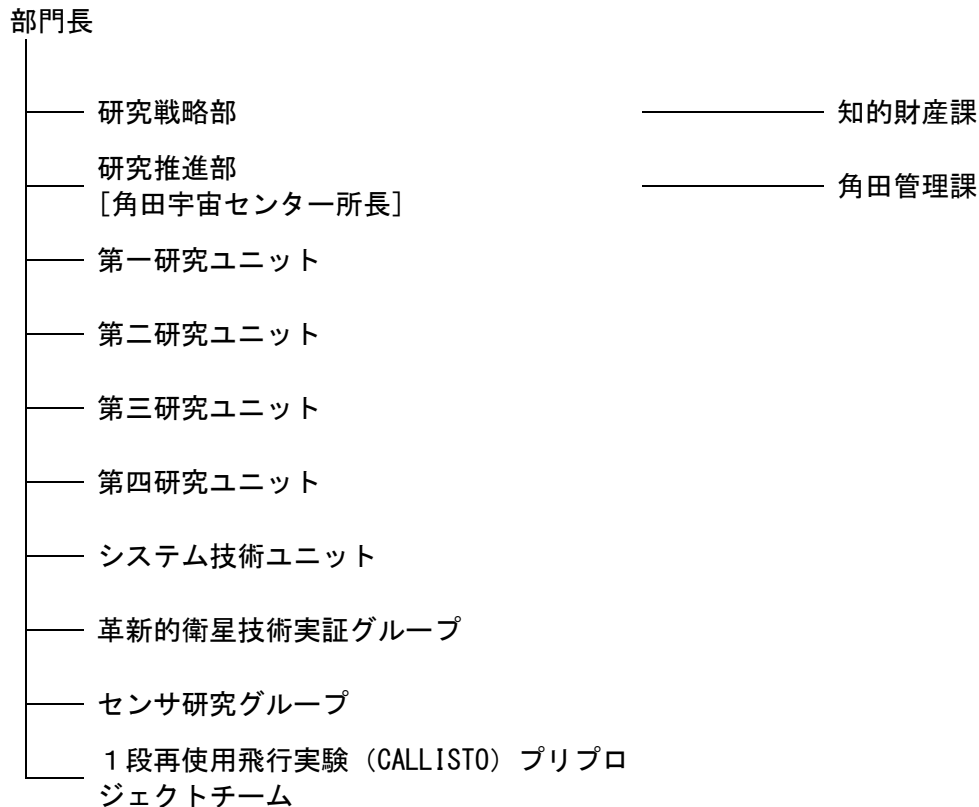 部門長
研究戦略部 知的財産課
研究推進部
[角田宇宙センター所長] 角田管理課
第一研究ユニット
第二研究ユニット
第三研究ユニット
第四研究ユニット
システム技術ユニット
革新的衛星技術実証グループ
センサ研究グループ
１段再使用飛行実験（CALLISTO）プリプロ
ジェクトチーム